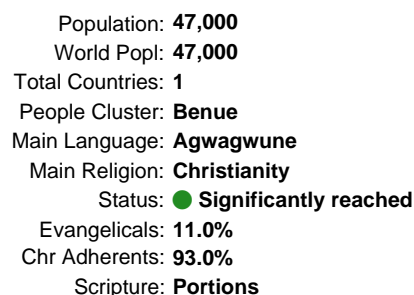 Population: 47,000
World Popl: 47,000
Total Countries: 1
People Cluster: Benue
Main Language: Agwagwune
Main Religion: Christianity
Status: Significantly reached
Evangelicals: 11.0%
Chr Adherents: 93.0%
Scripture: Portions